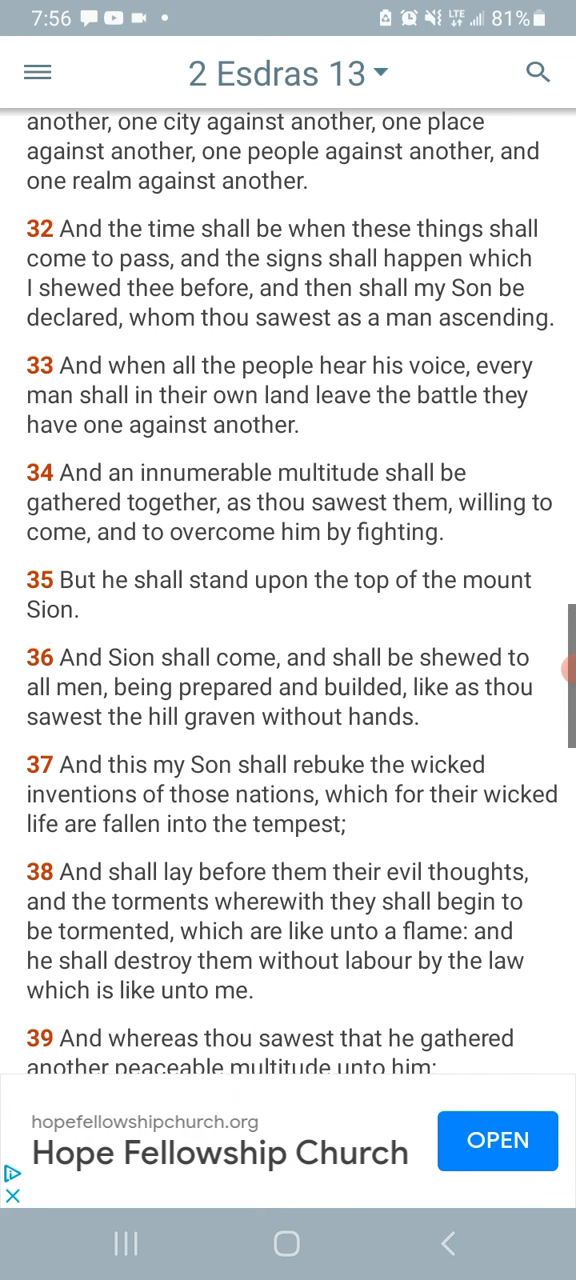 7:56
LTE 81%
2 Esdras 13
another, one city against another, one place
against another, one people against another, and
one realm against another.
32 And the time shall be when these things shall
come to pass, and the signs shall happen which
I shewed thee before, and then shall my Son be
declared, whom thou sawest as a man ascending.
33 And when all the people hear his voice, every
man shall in their own land leave the battle they
have one against another.
34 And an innumerable multitude shall be
gathered together, as thou sawest them, willing to
come, and to overcome him by fighting.
35 But he shall stand upon the top of the mount
Sion.
36 And Sion shall come, and shall be shewed to
all men, being prepared and builded, like as thou
sawest the hill graven without hands.
37 And this my Son shall rebuke the wicked
inventions of those nations, which for their wicked
life are fallen into the tempest;
38 And shall lay before them their evil thoughts,
and the torments wherewith they shall begin to
be tormented, which are like unto a flame: and
he shall destroy them without labour by the law
which is like unto me.
39 And whereas thou sawest that he gathered
another peaceable multitude unto him;
hopefellowshipchurch.org
Hope Fellowship Church
OPEN